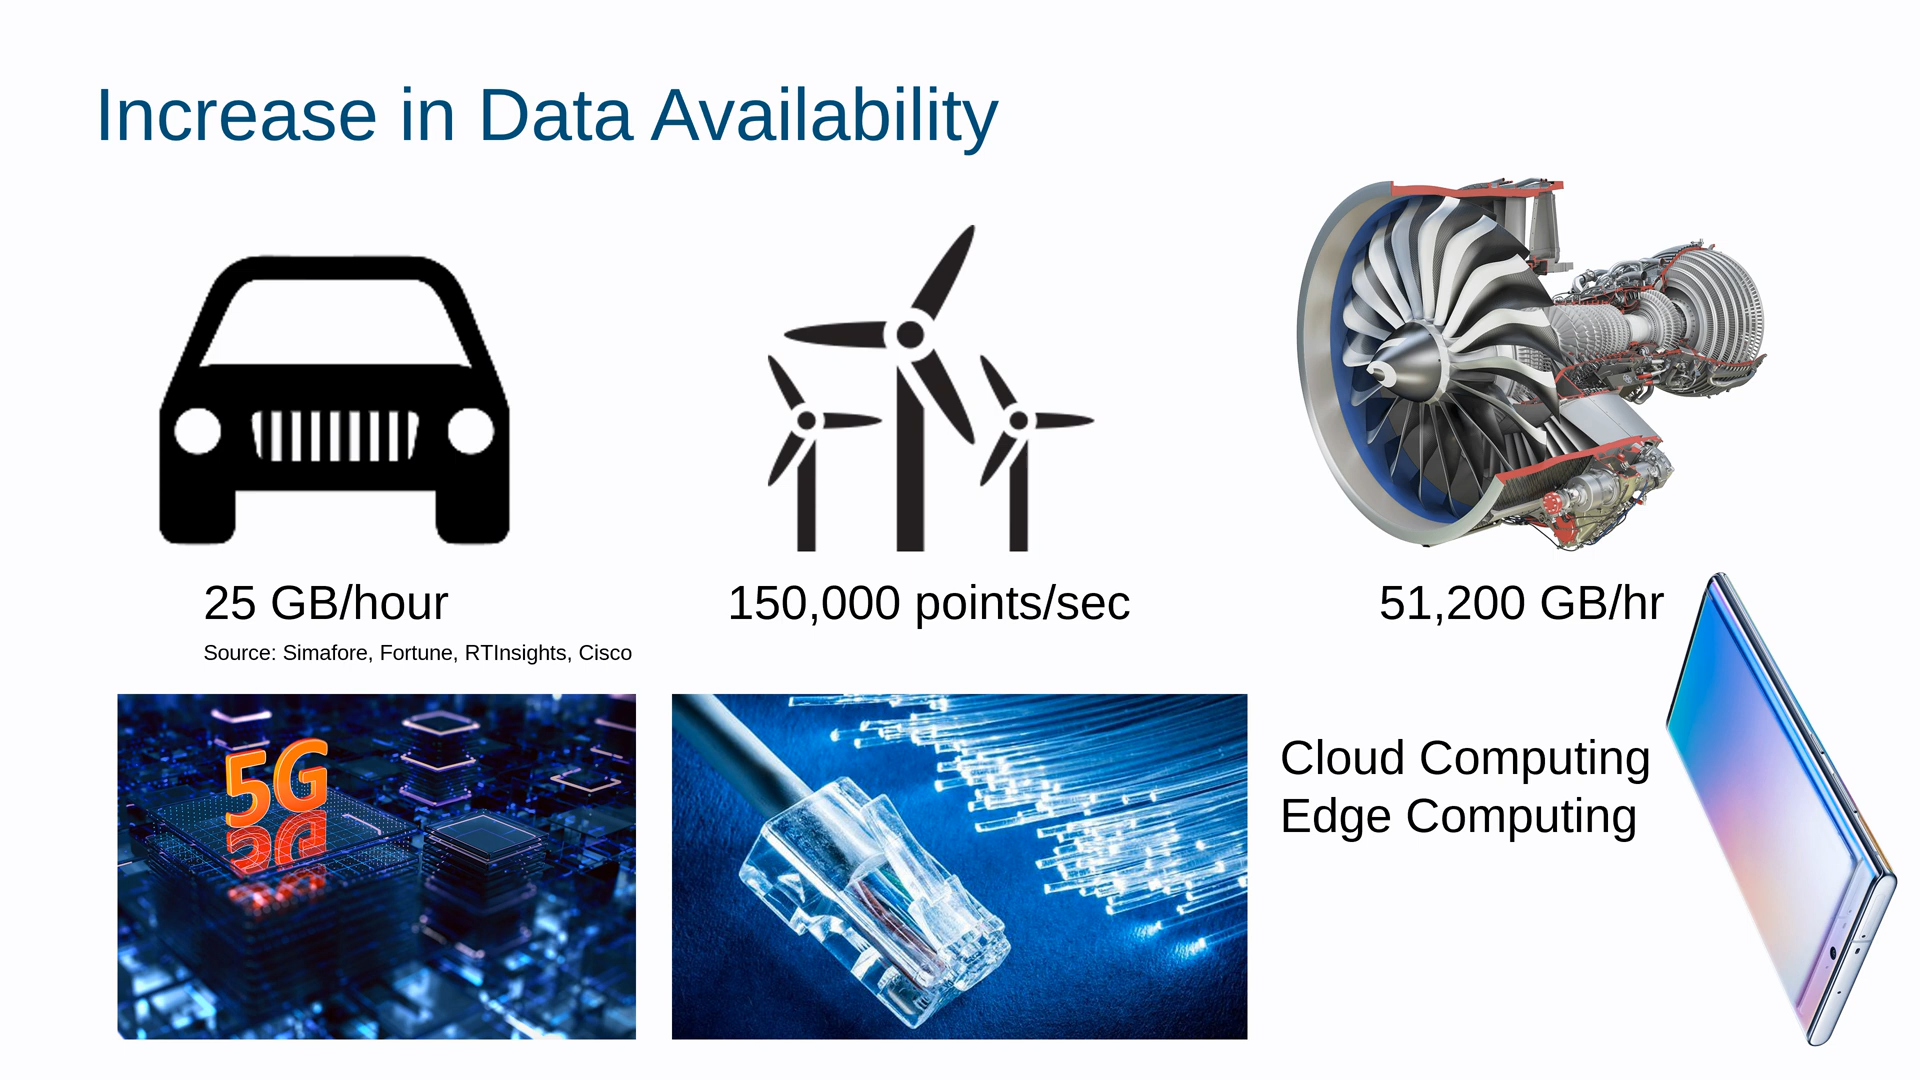 Increase in Data Availability
25 GB/hour
150,000 points/sec
51,200 GB/hr
Source: Simafore, Fortune, RTInsights, Cisco
5G
Cloud Computing
Edge Computing